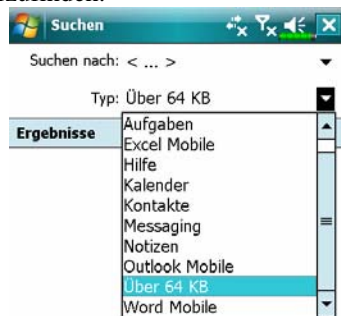 Suchen
Suchen nach: < ... >
Typ: Über 64 KB
Ergebnisse
Aufgaben
Excel Mobile
Hilfe
Kalender
Kontakte
Messaging
Notizen
Outlook Mobile
Über 64 KB
Word Mobile